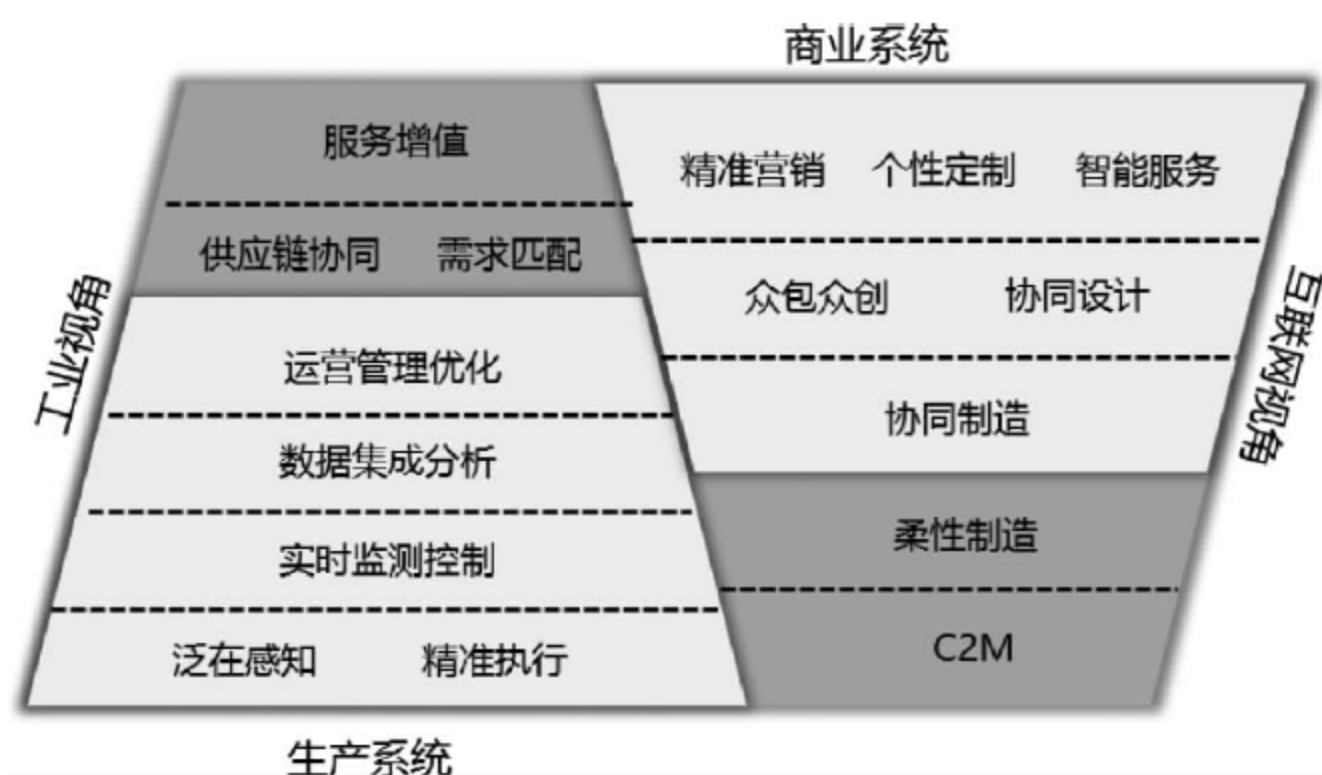 商业系统
服务增值
供应链协同 需求匹配
运营管理优化
数据集成分析
实时监测控制
泛在感知 精准执行
工业视角
生产系统
精准营销 个性定制 智能服务
众包众创 协同设计
协同制造
柔性制造
C2M
互联网视角